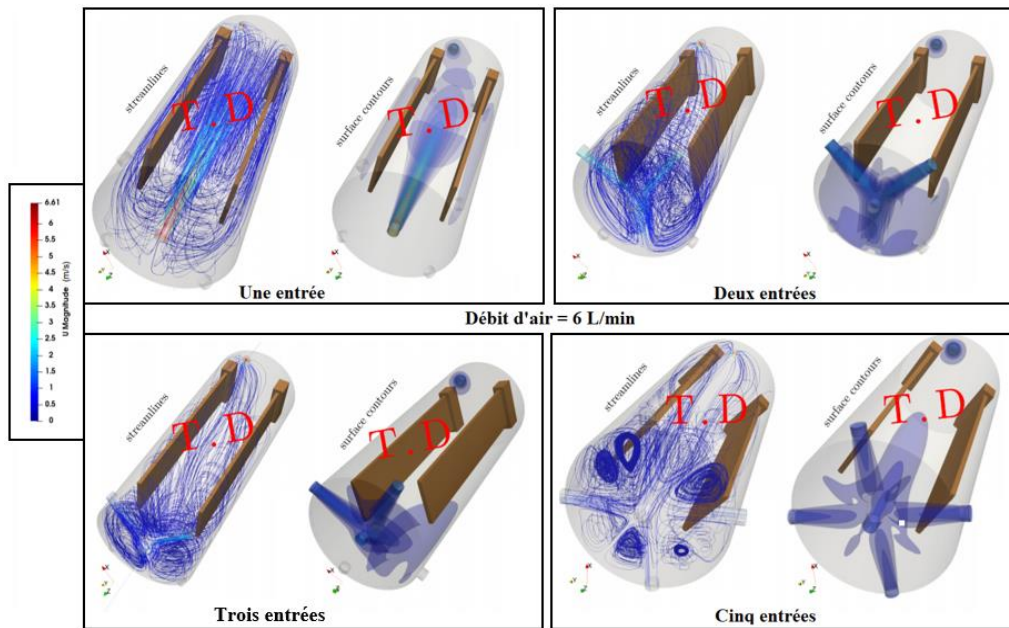 streamlines
surface contours
T . D
T . D
Une entrée
streamlines
surface contours
T . D
T . D
Deux entrées
6.61
6
5.5
5
4.5
4
3.5
3
2.5
2
1.5
1
0.5
0
U Magnitude (m/s)
Débit d'air = 6 L/min
streamlines
surface contours
T . D
T . D
Trois entrées
streamlines
surface contours
T . D
T . D
Cinq entrées